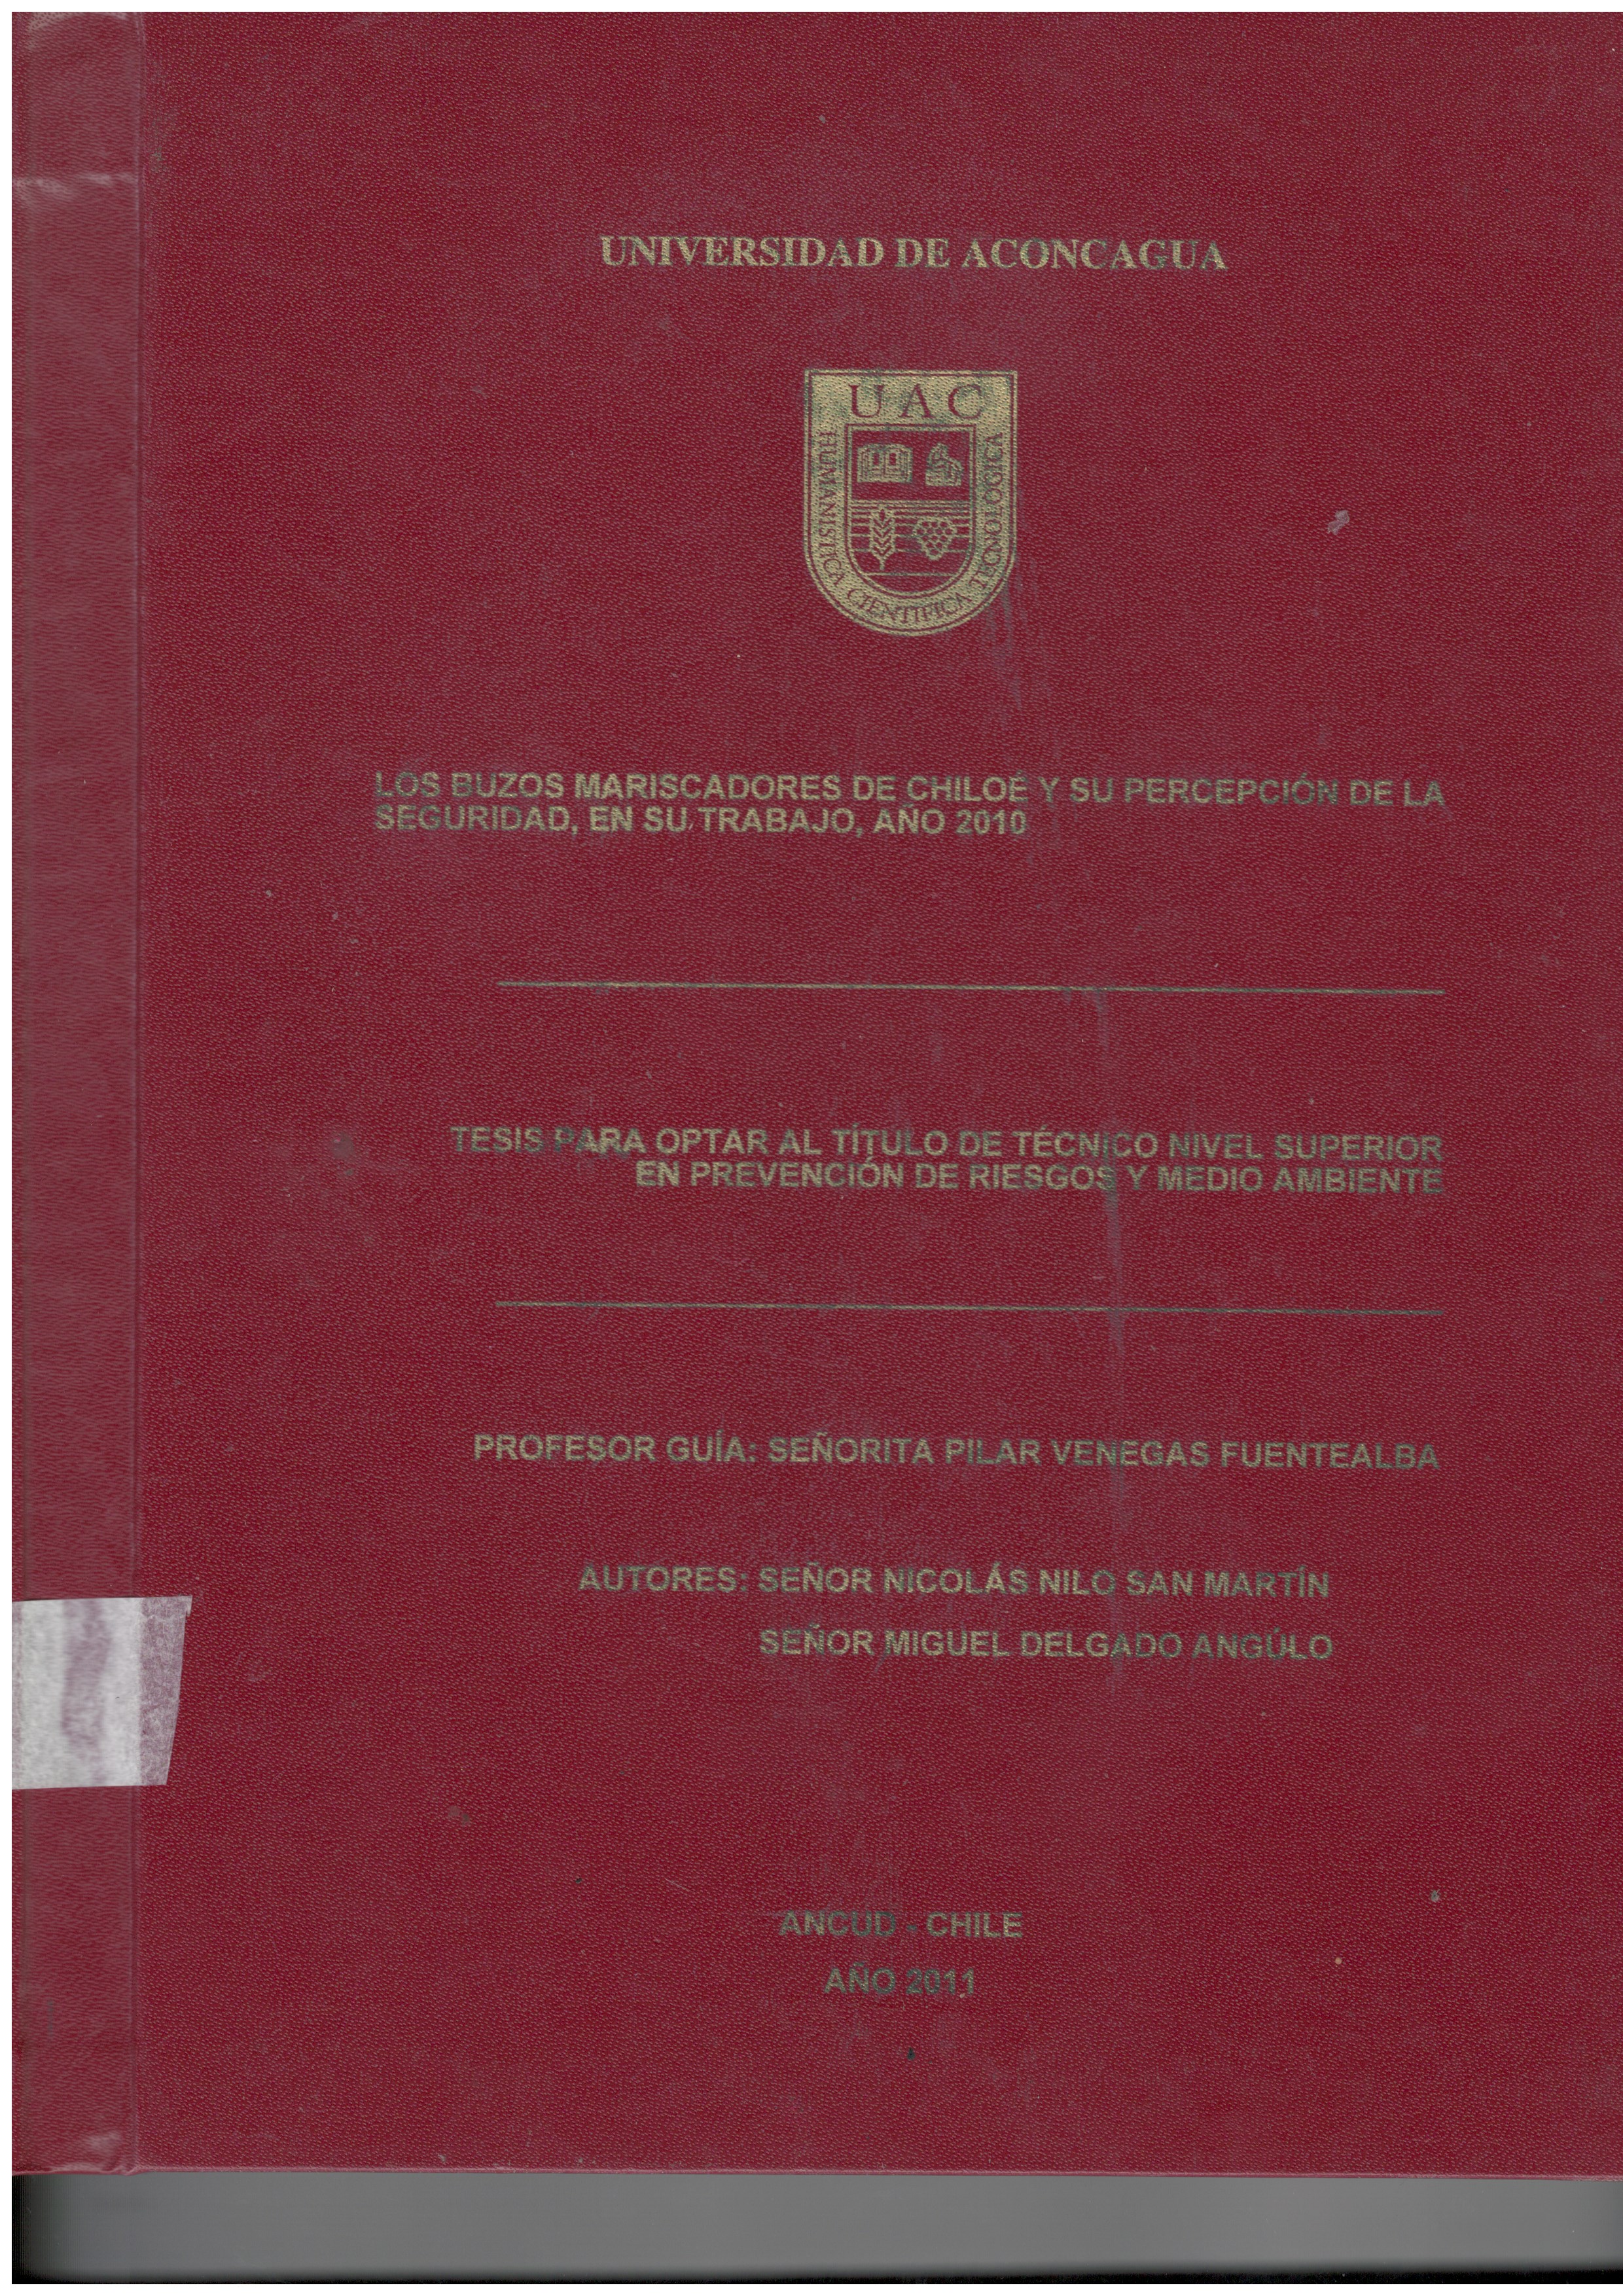 UNIVERSIDAD DE ACONCAGUA
UAC
HUMANISTICA CIENTIFICA TECNOLOGICA
LOS BUZOS MARISCADORES DE CHILOÉ Y SU PERCEPCIÓN DE LA
SEGURIDAD, EN SU TRABAJO, AÑO 2010
TESIS PARA OPTAR AL TÍTULO DE TÉCNICO NIVEL SUPERIOR
EN PREVENCIÓN DE RIESGOS Y MEDIO AMBIENTE
PROFESOR GUÍA: SEÑORITA PILAR VENEGAS FUENTEALBA
AUTORES: SEÑOR NICOLÁS NILO SAN MARTÍN
SEÑOR MIGUEL DELGADO ANGÚLO
ANCUD - CHILE
AÑO 2011